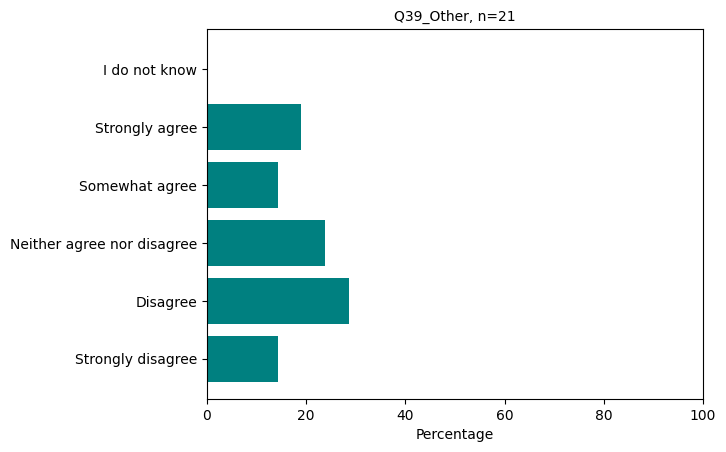 Q39_Other, n=21
I do not know
Strongly agree
Somewhat agree
Neither agree nor disagree
Disagree
Strongly disagree
0 20 40 60 80 100
Percentage